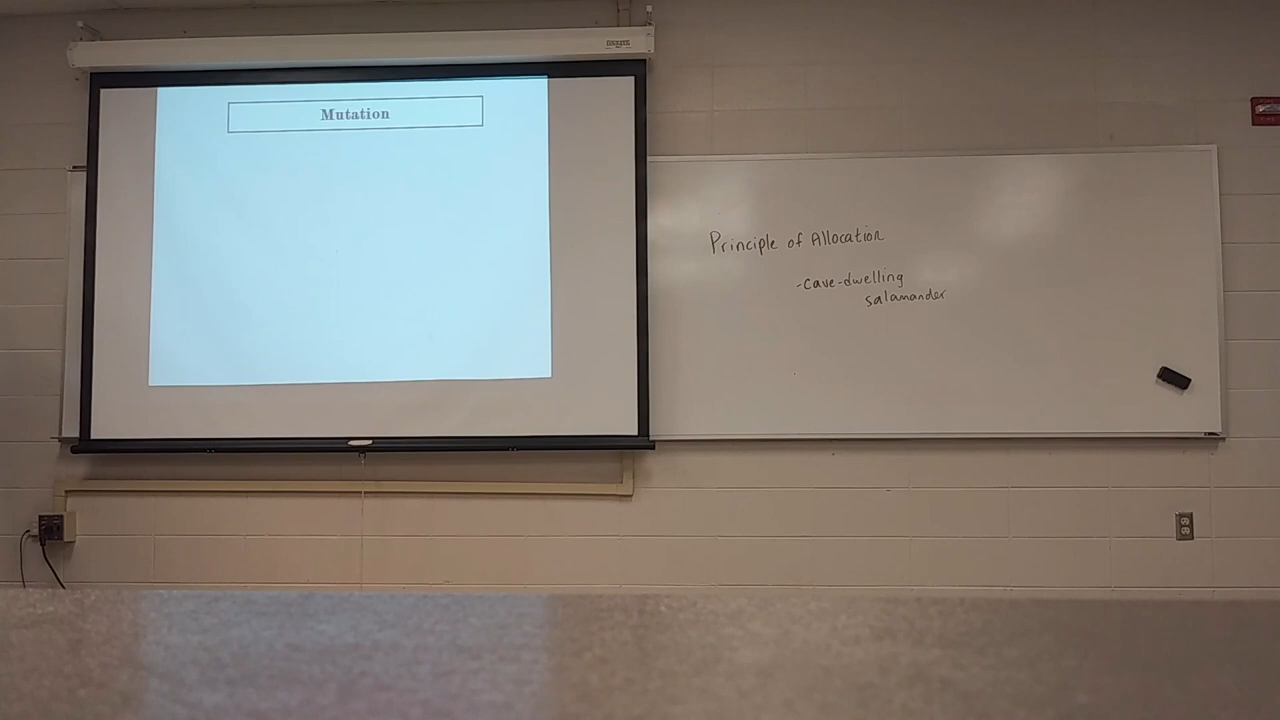 Mutation
Principle of Allocation
-cave-dwelling
salamander